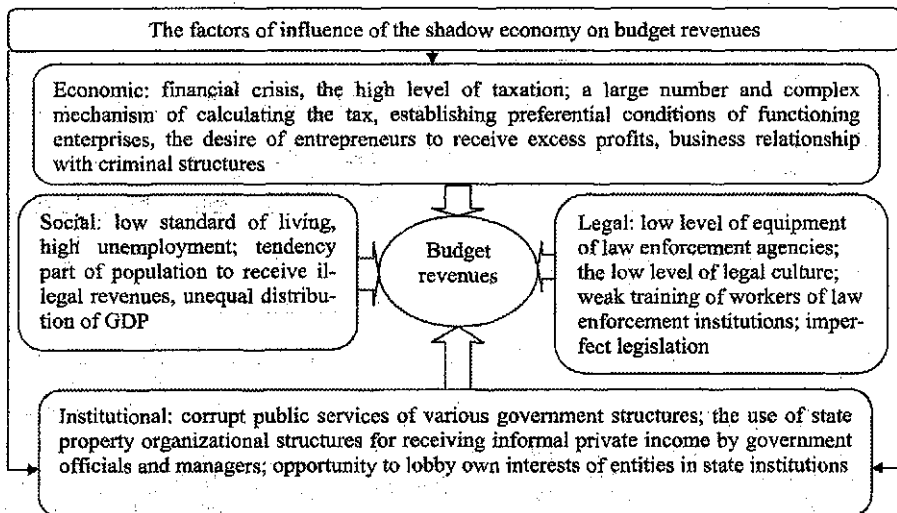 The factors of influence of the shadow economy on budget revenues
Economic: financial crisis, the high level of taxation; a large number and complex
mechanism of calculating the tax, establishing preferential conditions of functioning
enterprises, the desire of entrepreneurs to receive excess profits, business relationship
with criminal structures
Social: low standard of living,
high unemployment; tendency
part of population to receive il-
legal revenues, unequal distribu-
tion of GDP
Budget
revenues
Legal: low level of equipment
of law enforcement agencies;
the low level of legal culture;
weak training of workers of law
enforcement institutions; imper-
fect legislation
Institutional: corrupt public services of various government structures; the use of state
property organizational structures for receiving informal private income by government
officials and managers; opportunity to lobby own interests of entities in state institutions